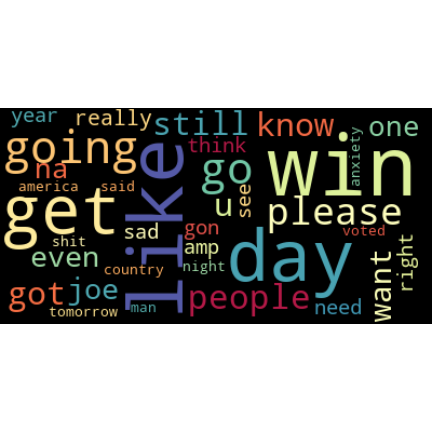 year
really
still
know
one
going
think
anxiety
na
like
go
win
america
said
see
get
u
please
shit
sad
gon
voted
even
amp
day
right
country
night
want
got
joe
people
need
tomorrow
man